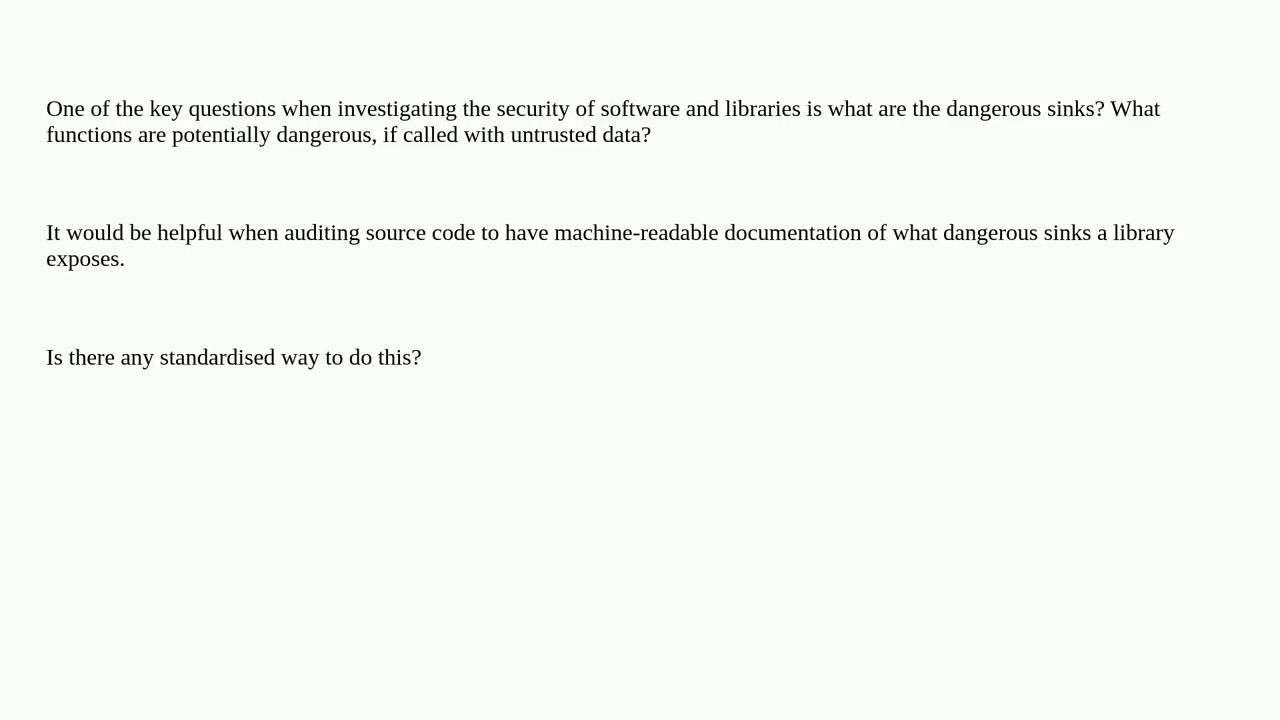 One of the key questions when investigating the security of software and libraries is what are the dangerous sinks? What
functions are potentially dangerous, if called with untrusted data?
It would be helpful when auditing source code to have machine-readable documentation of what dangerous sinks a library
exposes.
Is there any standardised way to do this?